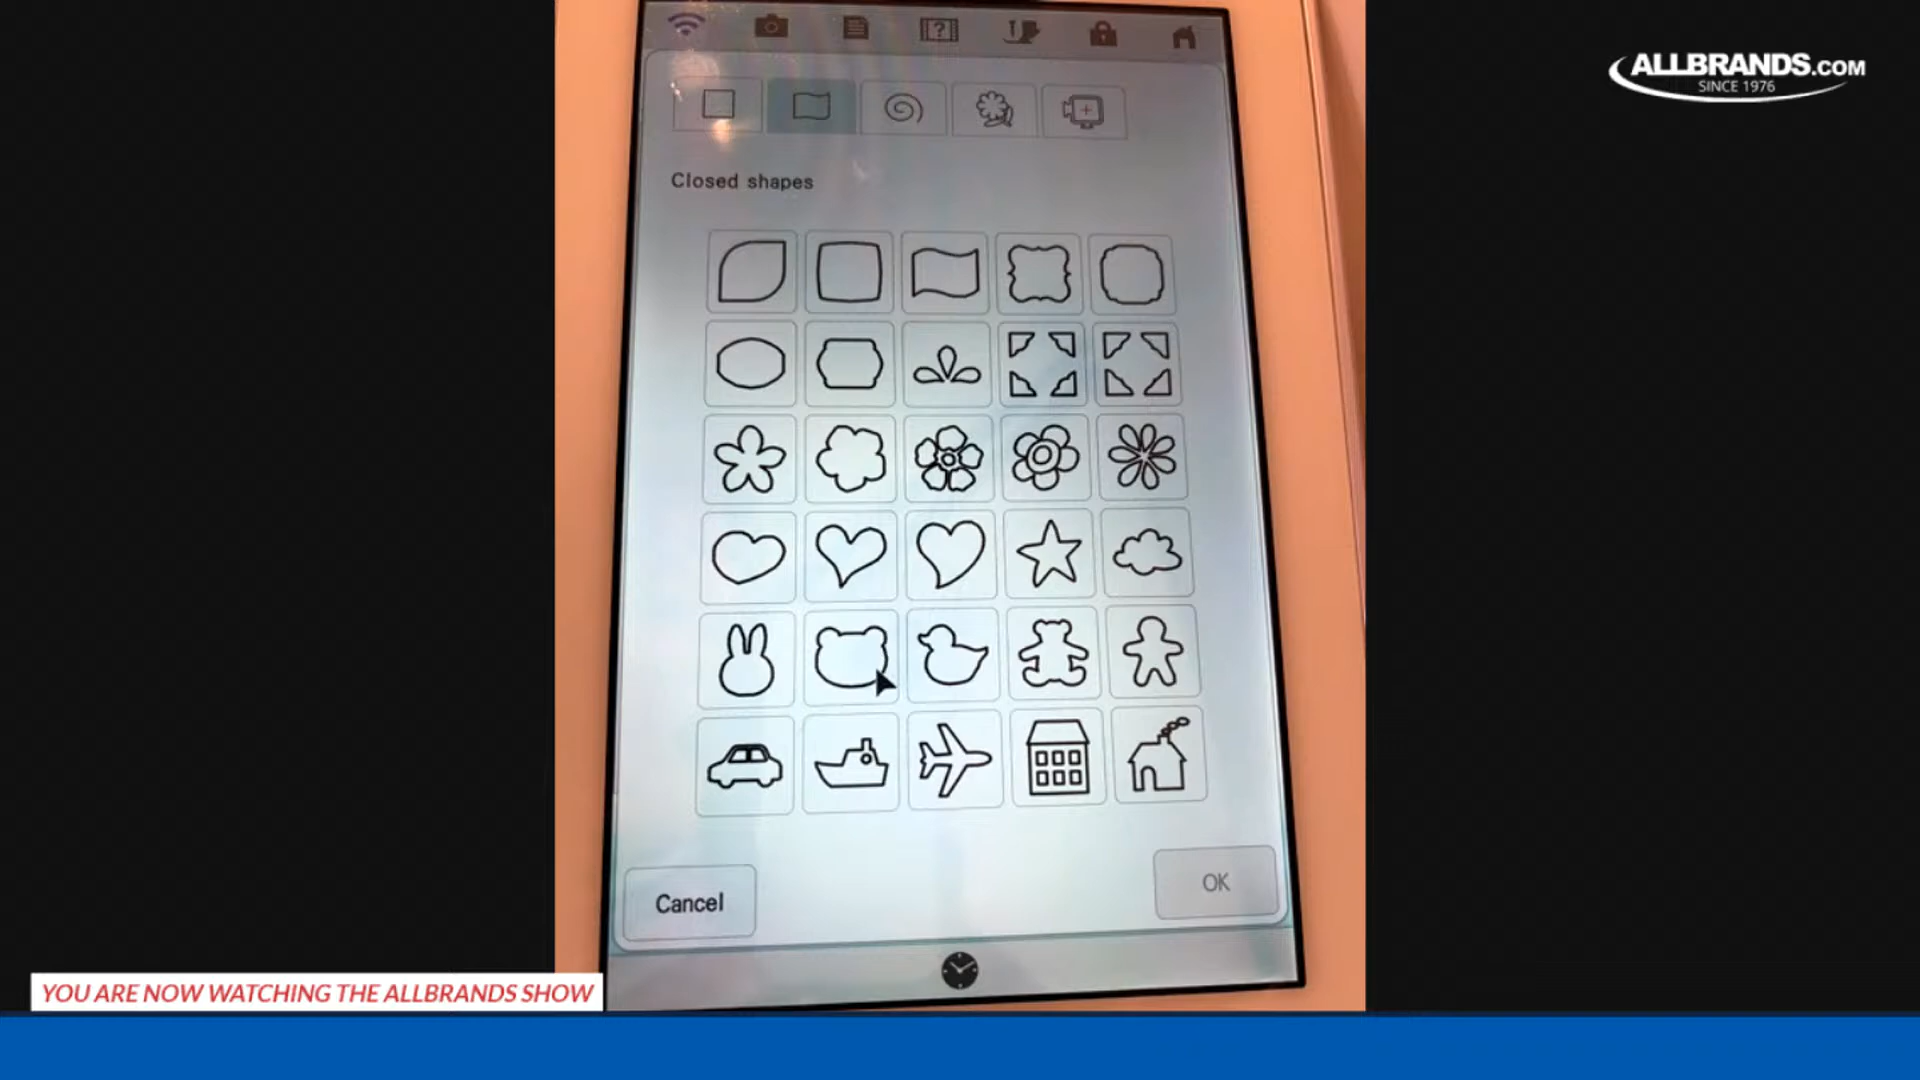 ALLBRANDS.COM
SINCE 1976
?
Closed shapes
Cancel
OK
YOU ARE NOW WATCHING THE ALLBRANDS SHOW